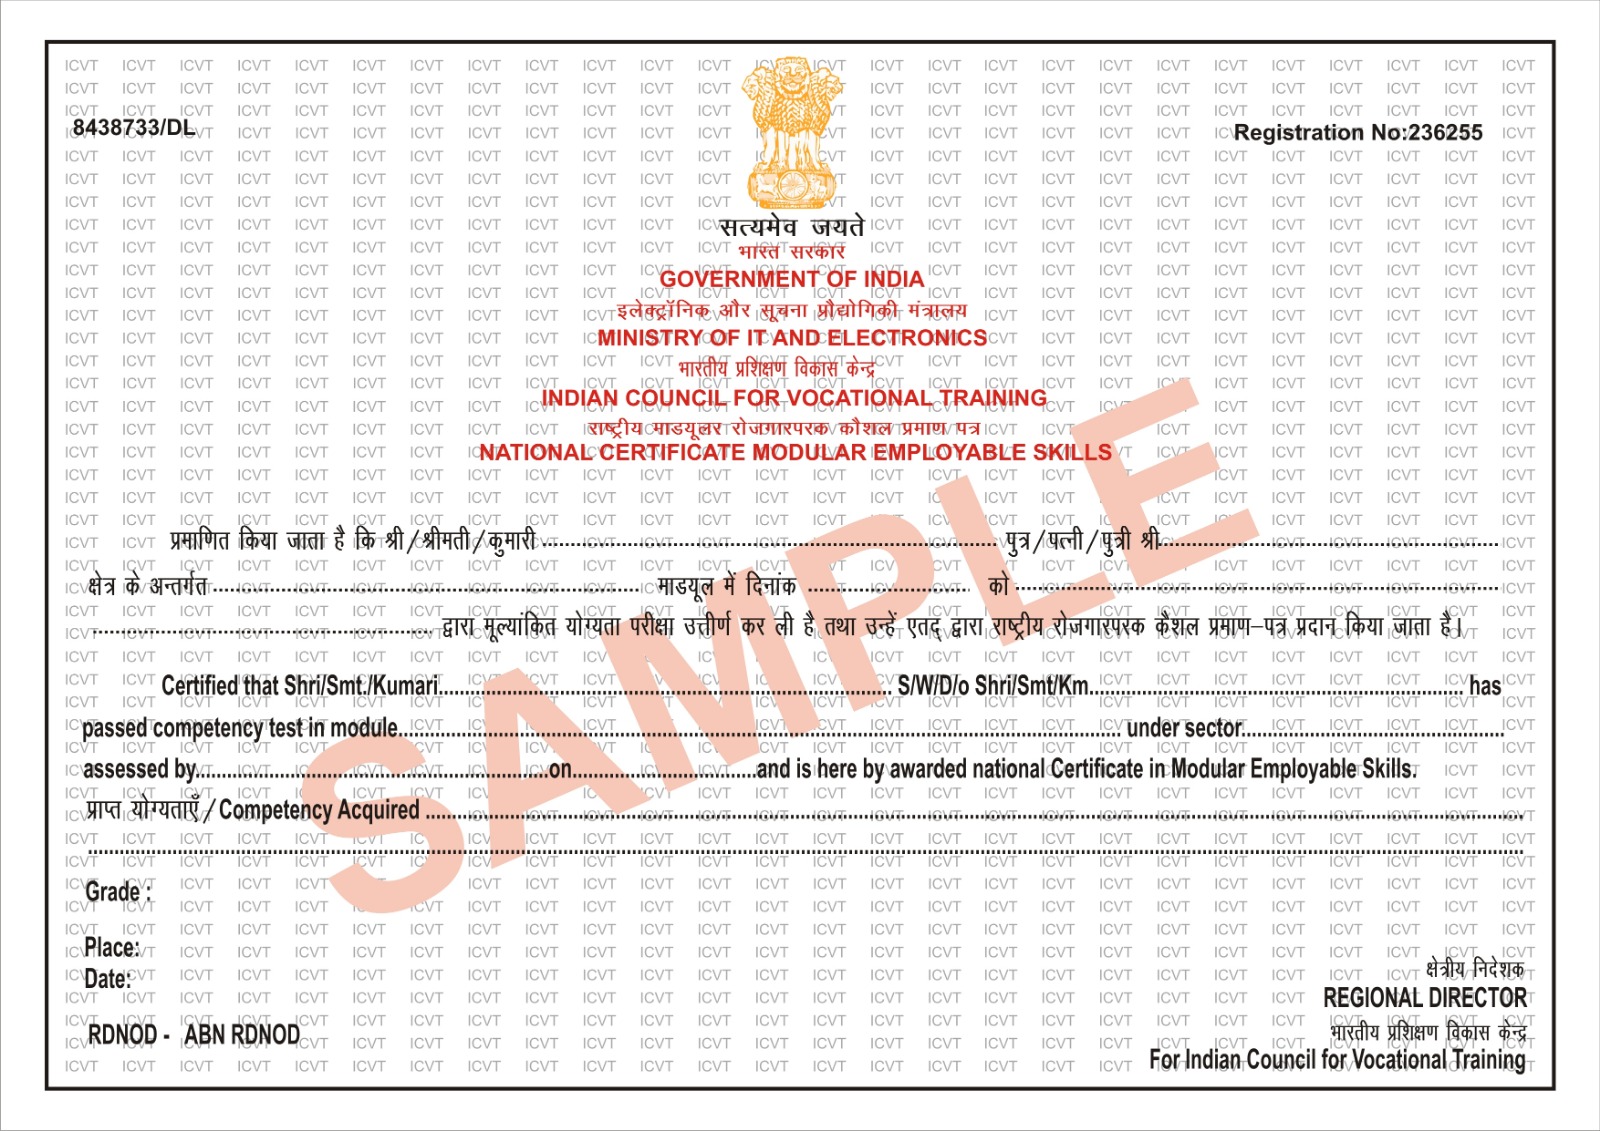 8438733/DL
Registration No:236255
सत्यमेव जयते
भारत सरकार
GOVERNMENT OF INDIA
इलेक्ट्रॉनिक और सूचना प्रौद्योगिकी मंत्रालय
MINISTRY OF IT AND ELECTRONICS
भारतीय प्रशिक्षण विकास केन्द्र
INDIAN COUNCIL FOR VOCATIONAL TRAINING
राष्ट्रीय माडयूलर रोजगारपरक कौशल प्रमाण पत्र
NATIONAL CERTIFICATE MODULAR EMPLOYABLE SKILLS
प्रमाणित किया जाता है कि श्री/श्रीमती/कुमारी.......... पुत्र/पत्नी/पुत्री श्री..........
क्षेत्र के अन्तर्गत.......... माडयूल में दिनांक .......... को ..........
.......... द्वारा मूल्यांकित योग्यता परीक्षा उत्तीर्ण कर ली है तथा उन्हें एतद् द्वारा राष्ट्रीय रोजगारपरक कौशल प्रमाण–पत्र प्रदान किया जाता है।
Certified that Shri/Smt./Kumari.......... S/W/D/o Shri/Smt/Km.......... has
passed competency test in module..........under sector..........
assessed by..........on..........and is here by awarded national Certificate in Modular Employable Skills.
प्राप्त योग्यताएँ/Competency Acquired ..........
Grade :
Place:
Date:
RDNOD - ABN RDNOD
क्षेत्रीय निदेशक
REGIONAL DIRECTOR
भारतीय प्रशिक्षण विकास केन्द्र
For Indian Council for Vocational Training
SAMPLE
ICVT